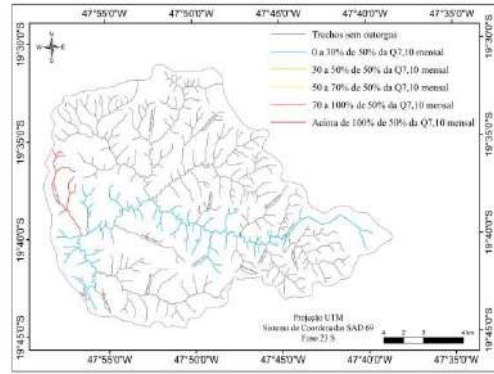 47°55'0"W 47°50'0"W 47°45'0"W 47°40'0"W 47°35'0"W
19°30'0"S 19°30'0"S
N
W E
S
Trechos sem outorgas
0 a 30% de 50% da Q7,10 mensal
30 a 50% de 50% da Q7,10 mensal
50 a 70% de 50% da Q7,10 mensal
70 a 100% de 50% da Q7,10 mensal
Acima de 100% de 50% da Q7,10 mensal
19°35'0"S 19°35'0"S
19°40'0"S 19°40'0"S
19°45'0"S 19°45'0"S
Projeção UTM
Sistema de Coordenadas SAD 69
Fuso 23 S
4 2 4 km
47°55'0"W 47°50'0"W 47°45'0"W 47°40'0"W 47°35'0"W